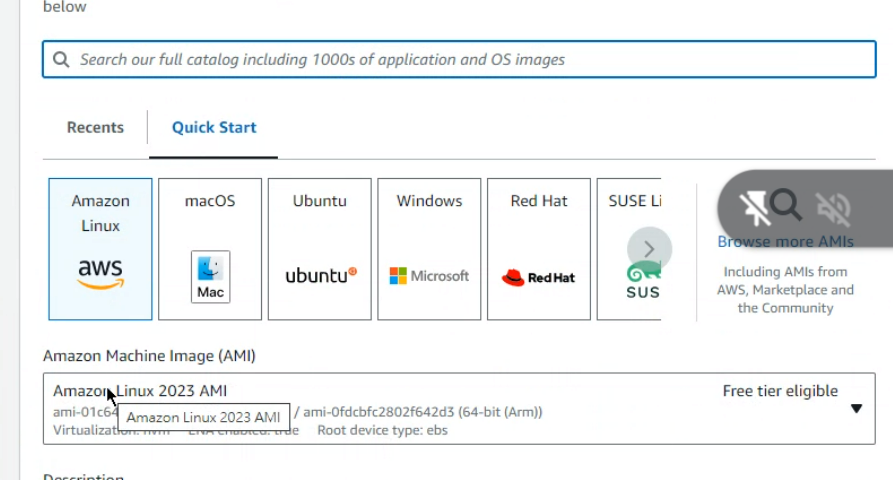 below
Search our full catalog including 1000s of application and OS images
Recents
Quick Start
Amazon
Linux
aws
macOS
Mac
Ubuntu
ubuntu
Windows
Microsoft
Red Hat
Red Hat
SUSE Li
SUS
Browse more AMIs
Including AMIs from
AWS, Marketplace and
the Community
Amazon Machine Image (AMI)
Amazon Linux 2023 AMI
Free tier eligible
ami-01c64 / ami-0fdcbfc2802f642d3 (64-bit (Arm))
Amazon Linux 2023 AMI
Virtualization: hvm ENA enabled: true Root device type: ebs
Description